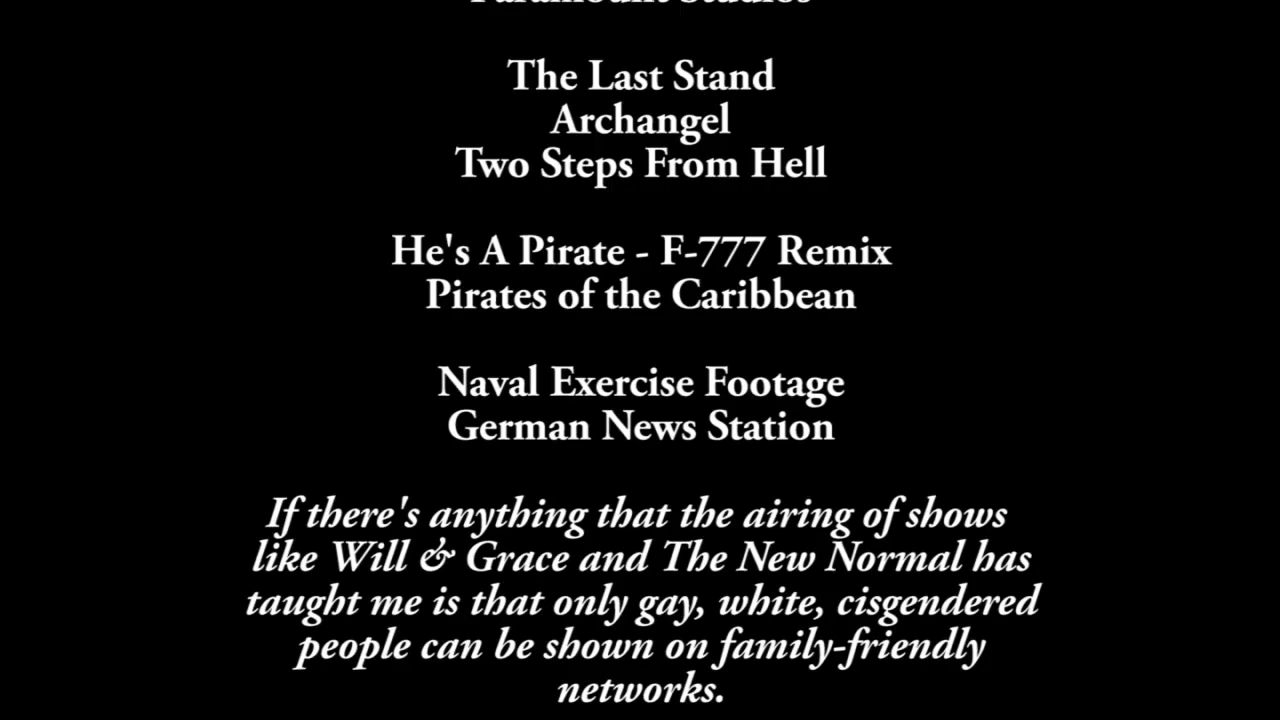 Paramount Studios
The Last Stand
Archangel
Two Steps From Hell
He's A Pirate - F-777 Remix
Pirates of the Caribbean
Naval Exercise Footage
German News Station
If there's anything that the airing of shows
like Will & Grace and The New Normal has
taught me is that only gay, white, cisgendered
people can be shown on family-friendly
networks.